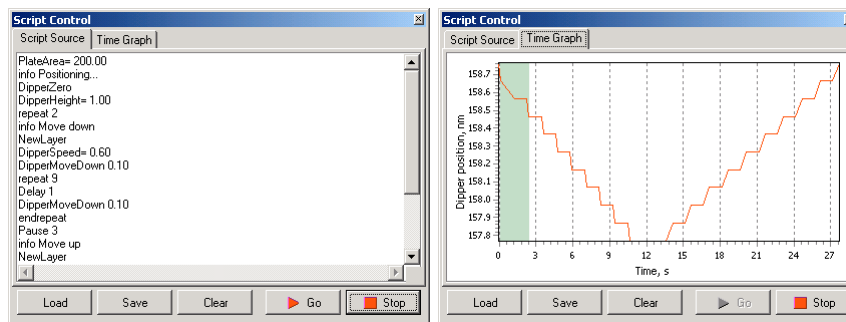 Script Control
Script Source
Time Graph
PlateArea= 200.00
info Positioning...
DipperZero
DipperHeight= 1.00
repeat 2
info Move down
NewLayer
DipperSpeed= 0.60
DipperMoveDown 0.10
repeat 9
Delay 1
DipperMoveDown 0.10
endrepeat
Pause 3
info Move up
NewLayer
Load
Save
Clear
Go
Stop
Script Control
Script Source
Time Graph
Dipper position, nm
158.7
158.6
158.5
158.4
158.3
158.2
158.1
158
157.9
157.8
0 3 6 9 12 15 18 21 24 27
Time, s
Load
Save
Clear
Go
Stop